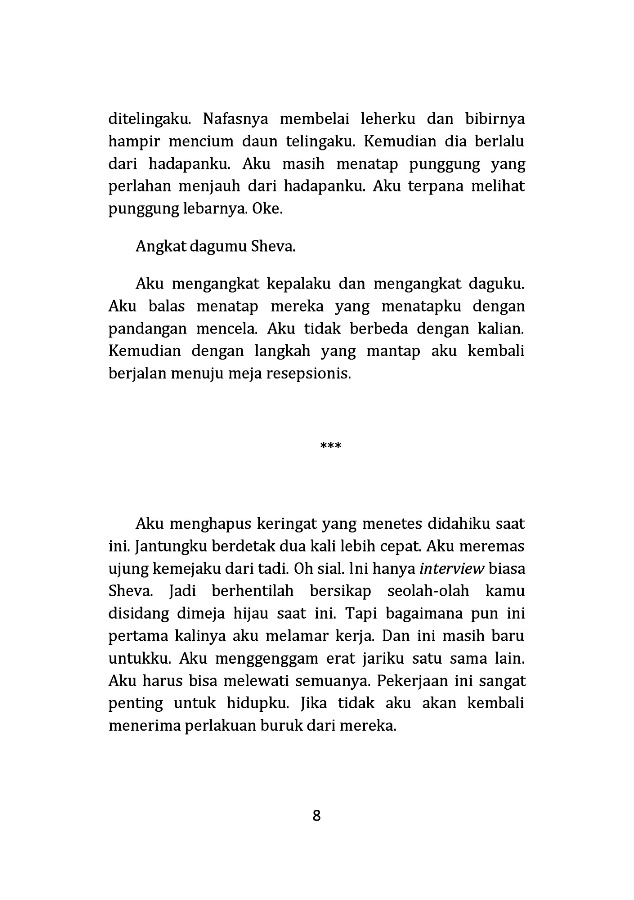 ditelingaku. Nafasnya membelai leherku dan bibirnya
hampir mencium daun telingaku. Kemudian dia berlalu
dari hadapanku. Aku masih menatap punggung yang
perlahan menjauh dari hadapanku. Aku terpana melihat
punggung lebarnya. Oke.
Angkat dagumu Sheva.
Aku mengangkat kepalaku dan mengangkat daguku.
Aku balas menatap mereka yang menatapku dengan
pandangan mencela. Aku tidak berbeda dengan kalian.
Kemudian dengan langkah yang mantap aku kembali
berjalan menuju meja resepsionis.
***
Aku menghapus keringat yang menetes didahiku saat
ini. Jantungku berdetak dua kali lebih cepat. Aku meremas
ujung kemejaku dari tadi. Oh sial. Ini hanya interview biasa
Sheva. Jadi berhentilah bersikap seolah-olah kamu
disidang dimeja hijau saat ini. Tapi bagaimana pun ini
pertama kalinya aku melamar kerja. Dan ini masih baru
untukku. Aku menggenggam erat jariku satu sama lain.
Aku harus bisa melewati semuanya. Pekerjaan ini sangat
penting untuk hidupku. Jika tidak aku akan kembali
menerima perlakuan buruk dari mereka.
8